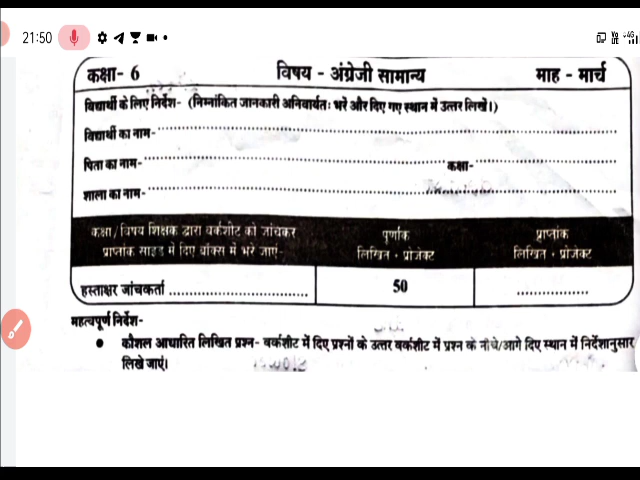 21:50
4G
कक्षा- 6 विषय - अंग्रेजी सामान्य माह - मार्च
विद्यार्थी के लिए निर्देश- (निम्नांकित जानकारी अनिवार्यतः भरें और दिए गए स्थान में उत्तर लिखें।)
विद्यार्थी का नाम-
पिता का नाम- कक्षा-
शाला का नाम-
कक्षा/विषय शिक्षक द्वारा वर्कशीट को जांचकर पुर्णांक प्राप्तांक
प्राप्तांक साइड में दिए बॉक्स में भरे जाएं- लिखित + प्रोजेक्ट लिखित + प्रोजेक्ट
हस्ताक्षर जांचकर्ता 50
महत्वपूर्ण निर्देश-
• कौशल आधारित लिखित प्रश्न- वर्कशीट में दिए प्रश्नों के उत्तर वर्कशीट में प्रश्न के नीचे/आगे दिए स्थान में निर्देशानुसार
लिखे जाएं।